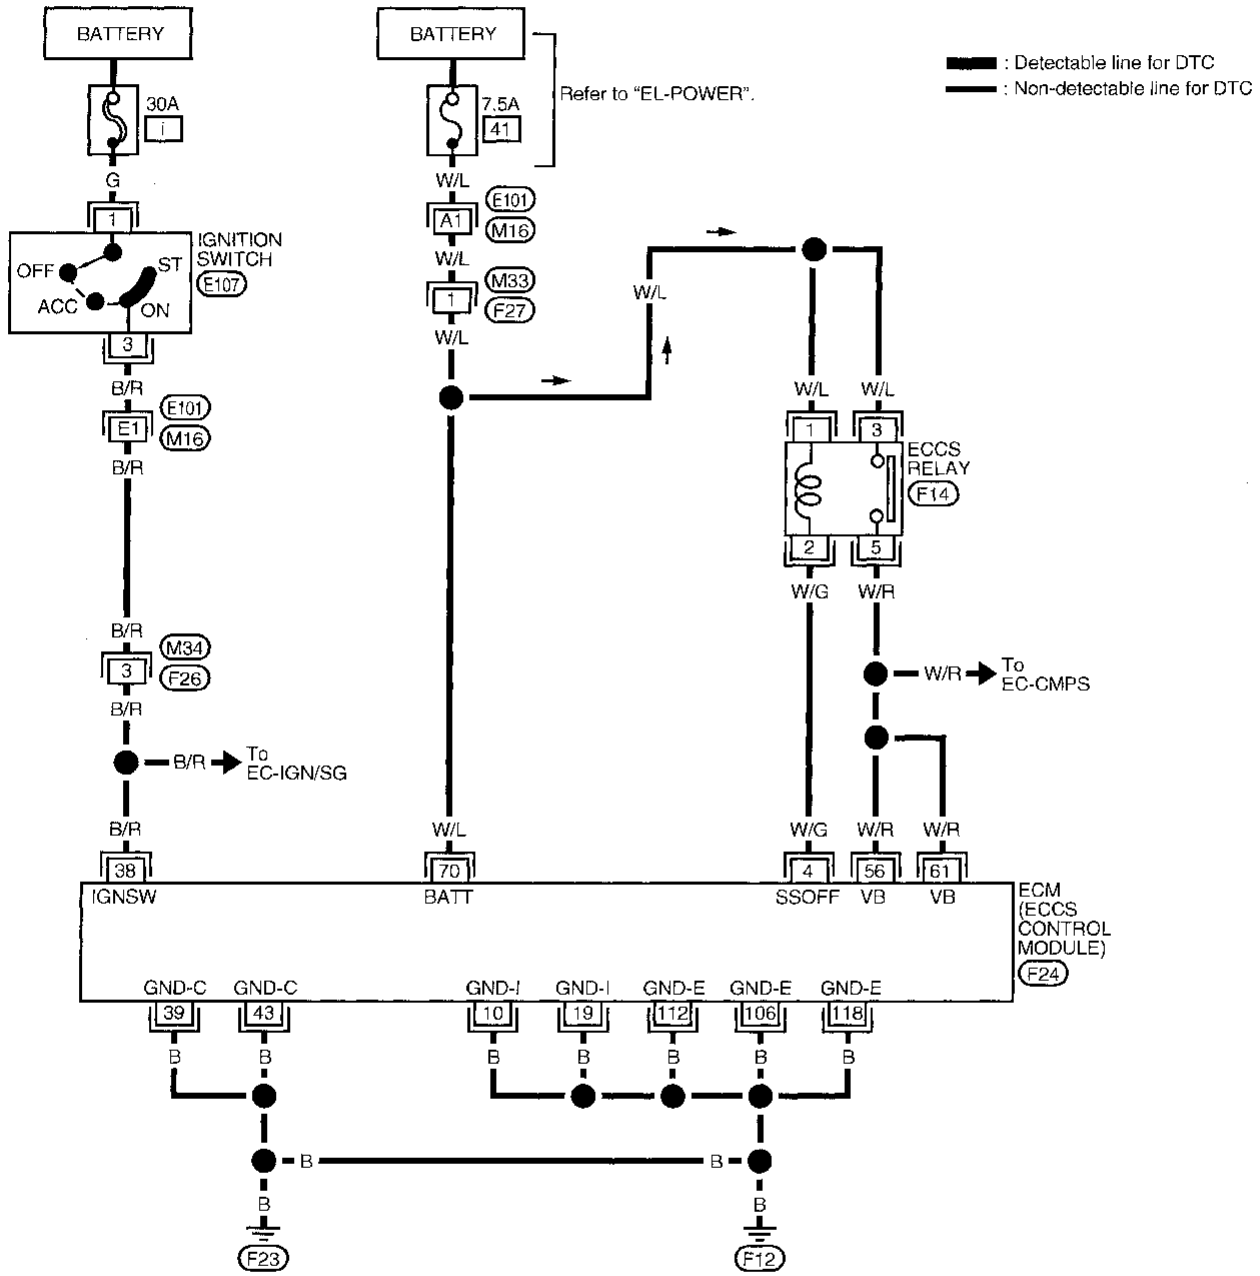 BATTERY
BATTERY
: Detectable line for DTC
: Non-detectable line for DTC
30A
i
7.5A
41
Refer to "EL-POWER".
G
W/L
1
A1
E101
M16
IGNITION
SWITCH
E107
OFF
ST
ACC
ON
W/L
1
M33
F27
W/L
W/L
3
B/R
E1
E101
M16
B/R
W/L
W/L
1
3
ECCS
RELAY
F14
2
5
W/G
W/R
B/R
3
M34
F26
B/R
W/R
To
EC-CMPS
B/R
To
EC-IGN/SG
B/R
W/L
W/G
W/R
W/R
38
70
4
56
61
IGNSW
BATT
SSOFF
VB
VB
ECM
(ECCS
CONTROL
MODULE)
F24
GND-C
GND-C
GND-I
GND-I
GND-E
GND-E
GND-E
39
43
10
19
112
106
118
B
B
B
B
B
B
B
B
B
B
B
F23
F12